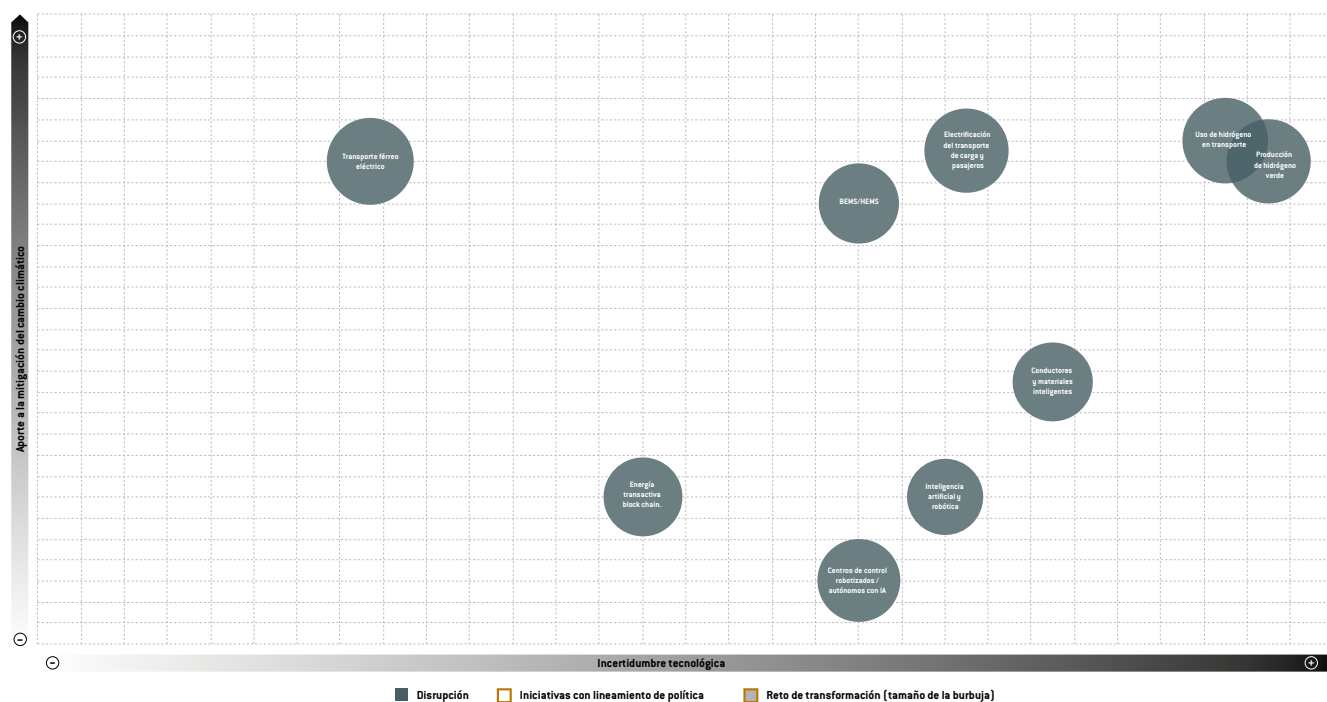 Aporte a la mitigación del cambio climático
Transporte férreo
eléctrico
Electrificación
del transporte
de carga y
pasajeros
Uso de hidrógeno
en transporte
Producción
de hidrógeno
verde
BEMS/HEMS
Conductores
y materiales
inteligentes
Energía
transactiva
block chain.
Inteligencia
artificial y
robótica
Centros de control
robotizados /
autónomos con IA
Incertidumbre tecnológica
Disrupción
Iniciativas con lineamiento de política
Reto de transformación (tamaño de la burbuja)